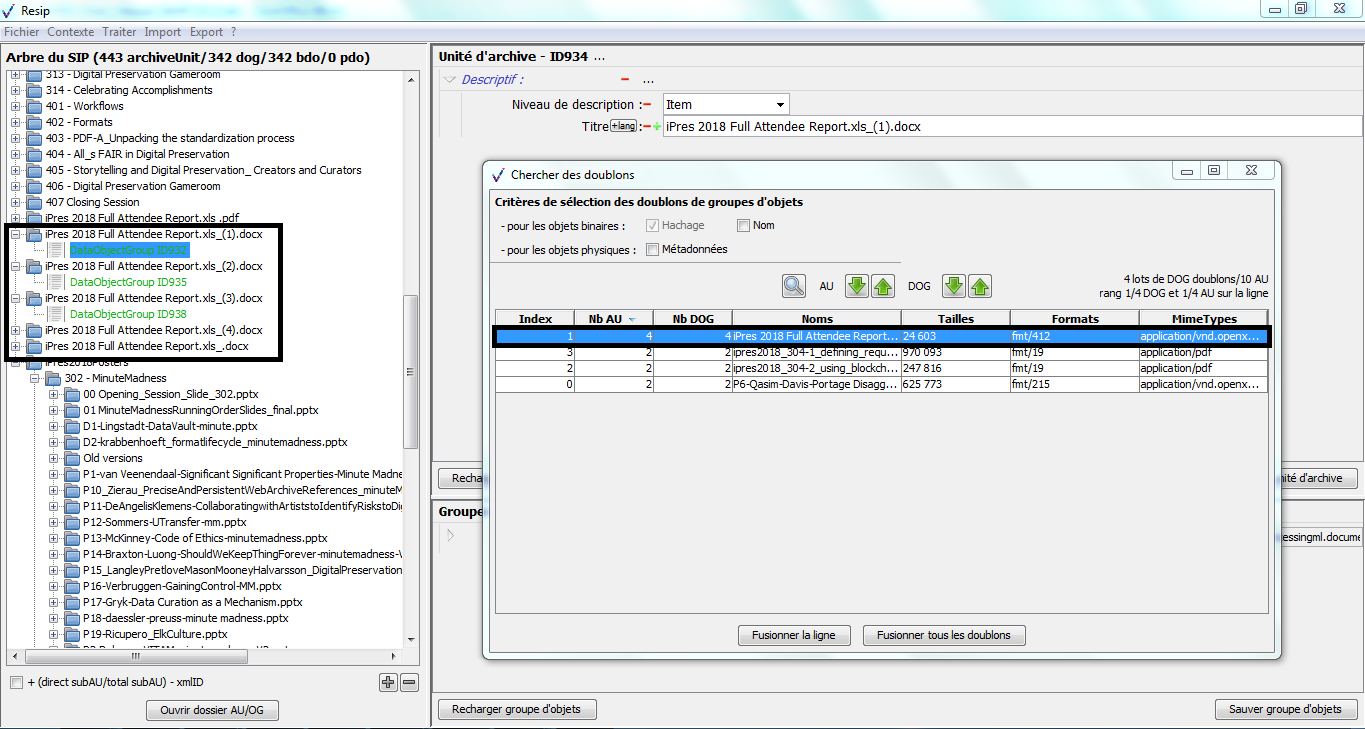 Resip
Fichier Contexte Traiter Import Export ?
Arbre du SIP (443 archiveUnit/342 dog/342 bdo/0 pdo)
313 - Digital Preservation Gameroom
314 - Celebrating Accomplishments
401 - Workflows
402 - Formats
403 - PDF-A_Unpacking the standardization process
404 - All_s FAIR in Digital Preservation
405 - Storytelling and Digital Preservation_ Creators and Curators
406 - Digital Preservation Gameroom
407 Closing Session
iPres 2018 Full Attendee Report.xls .pdf
iPres 2018 Full Attendee Report.xls_(1).docx
DataObjectGroup ID932
iPres 2018 Full Attendee Report.xls_(2).docx
DataObjectGroup ID935
iPres 2018 Full Attendee Report.xls_(3).docx
DataObjectGroup ID938
iPres 2018 Full Attendee Report.xls_(4).docx
iPres 2018 Full Attendee Report.xls_.docx
iPres2018Posters
302 - MinuteMadness
00 Opening_Session_Slide_302.pptx
01 MinuteMadnessRunningOrderSlides_final.pptx
D1-Lingstadt-DataVault-minute.pptx
D2-krabbenhoeft_formatlifecycle_minutemadness.pptx
Old versions
P1-van Veenendaal-Significant Significant Properties-Minute Madne
P10_Zierau_PreciseAndPersistentWebArchiveReferences_minuteM
P11-DeAngelisKlemens-CollaboratingwithArtiststoIdentifyRiskstoDi
P12-Sommers-UTransfer-mm.pptx
P13-McKinney-Code of Ethics-minutemadness.pptx
P14-Braxton-Luong-ShouldWeKeepThingForever-minutemadness-V
P15_LangleyPretloveMasonMooneyHalvarsson_DigitalPreservation
P16-Verbruggen-GainingControl-MM.pptx
P17-Gryk-Data Curation as a Mechanism.pptx
P18-daessler-preuss-minute madness.pptx
P19-Ricupero_ElkCulture.pptx
+ (direct subAU/total subAU) - xmlID
Ouvrir dossier AU/OG
Unité d'archive - ID934 ...
Descriptif : - ...
Niveau de description :- Item
Titre +lang :-+ iPres 2018 Full Attendee Report.xls_(1).docx
Chercher des doublons
Critères de sélection des doublons de groupes d'objets
- pour les objets binaires : Hachage Nom
- pour les objets physiques : Métadonnées
AU DOG
4 lots de DOG doublons/10 AU
rang 1/4 DOG et 1/4 AU sur la ligne
Index Nb AU Nb DOG Noms Tailles Formats MimeTypes
1 4 4 iPres 2018 Full Attendee Report... 24 603 fmt/412 application/vnd.openx...
3 2 2 ipres2018_304-1_defining_requ... 970 093 fmt/19 application/pdf
2 2 2 ipres2018_304-2_using_blockch... 247 816 fmt/19 application/pdf
0 2 2 P6-Qasim-Davis-Portage Disagg... 625 773 fmt/215 application/vnd.openx...
Fusionner la ligne Fusionner tous les doublons
Recha
nité d'archive
Groupe
essingml.docume
Recharger groupe d'objets Sauver groupe d'objets